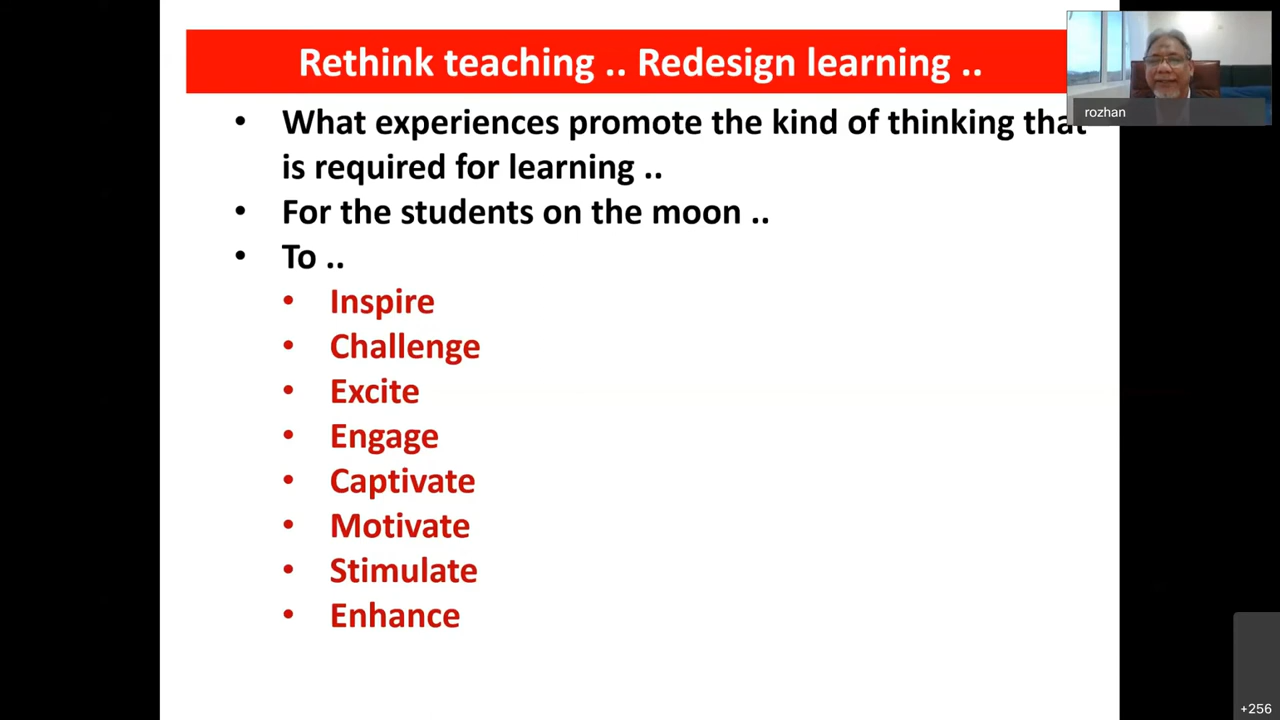 Rethink teaching .. Redesign learning ..
rozhan
• What experiences promote the kind of thinking that
is required for learning ..
• For the students on the moon ..
• To ..
• Inspire
• Challenge
• Excite
• Engage
• Captivate
• Motivate
• Stimulate
• Enhance
+256